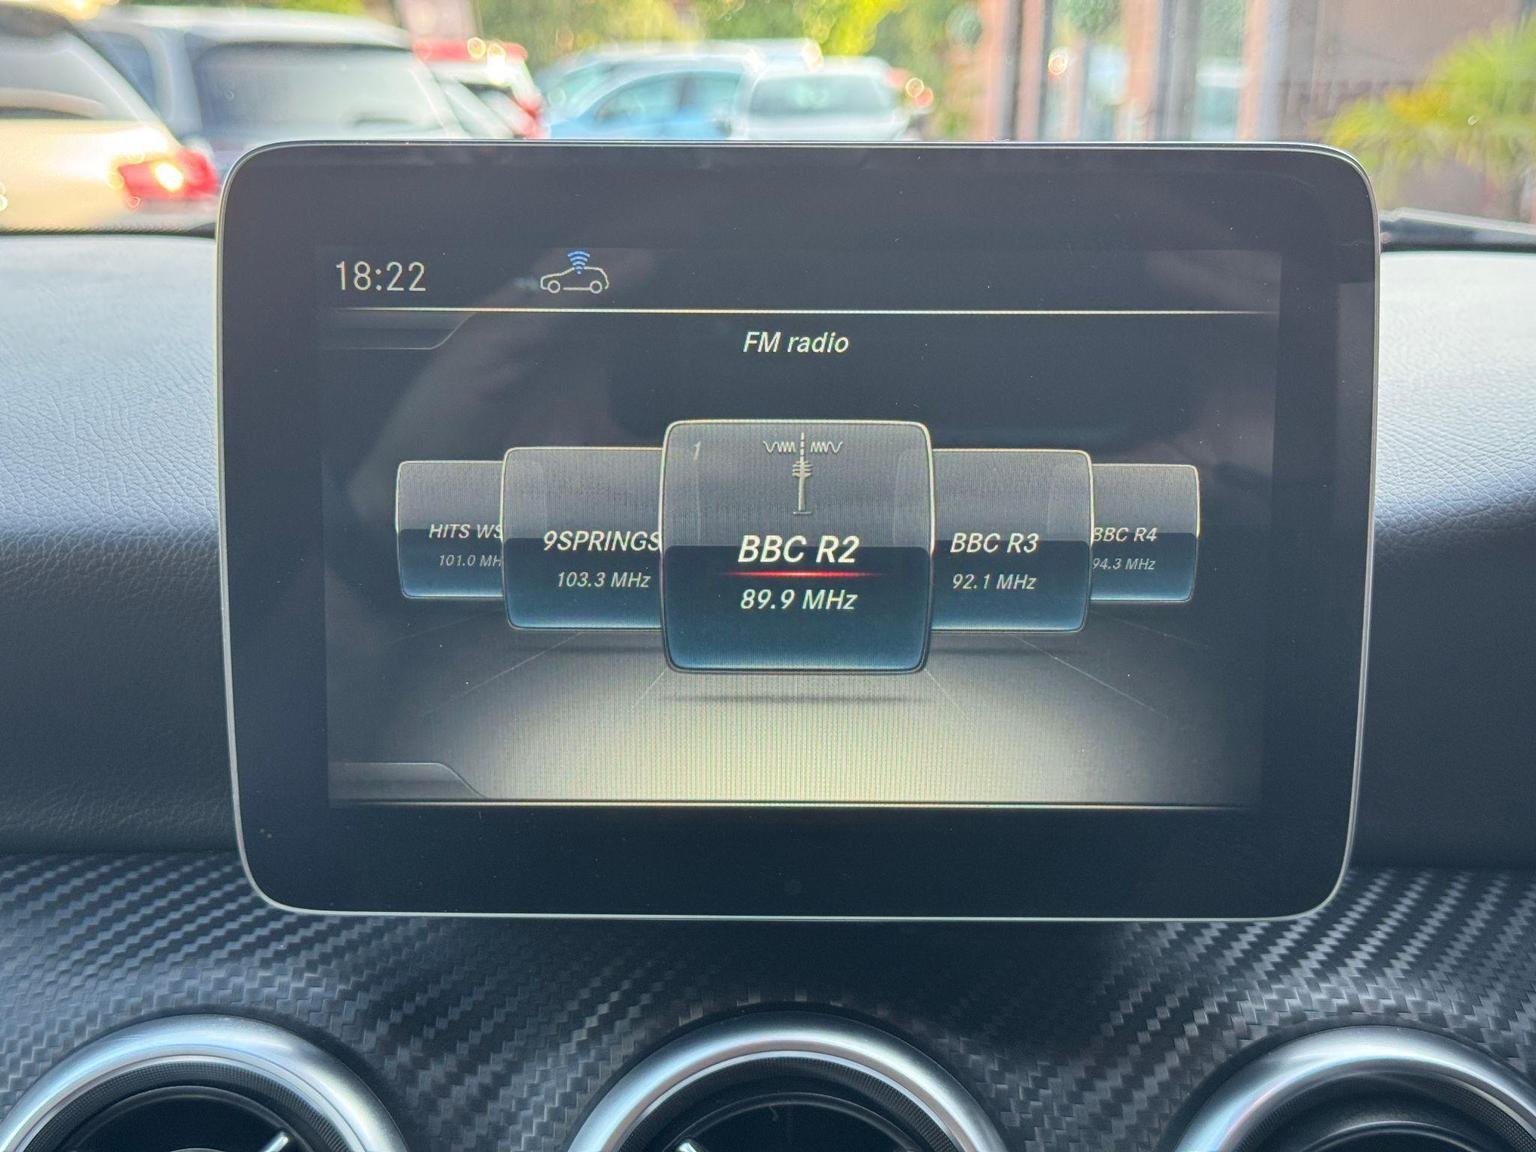 18:22
FM radio
1
HITS WS
101.0 MH
9SPRINGS
103.3 MHz
BBC R2
89.9 MHz
BBC R3
92.1 MHz
BBC R4
94.3 MHz